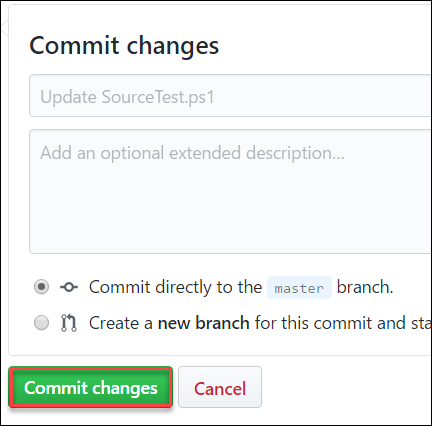 Commit changes
Update SourceTest.ps1
Add an optional extended description...
Commit directly to the master branch.
Create a new branch for this commit and sta
Commit changes
Cancel